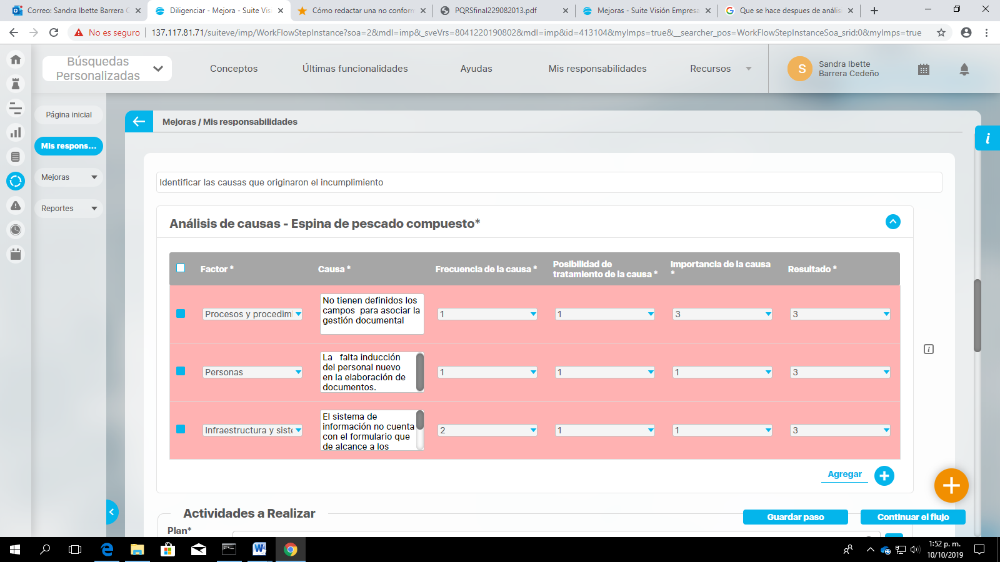 Correo: Sandra Ibette Barrera C
Diligenciar - Mejora - Suite Vis
Cómo redactar una no conform
PQRSfinal229082013.pdf
Mejoras - Suite Visión Empresa
Que se hace despues de análisi
No es seguro
137.117.81.71/suiteve/imp/WorkFlowStepInstance?soa=2&mdl=imp&_sveVrs=8041220190802&mdl=imp&id=413104&myImps=true&__searcher_pos=WorkFlowStepInstanceSoa_srid:0&myImps=true
Búsquedas
Personalizadas
Conceptos
Últimas funcionalidades
Ayudas
Mis responsabilidades
Recursos
S
Sandra Ibette
Barrera Cedeño
Página inicial
Mis respons...
Mejoras
Reportes
Mejoras / Mis responsabilidades
i
Identificar las causas que originaron el incumplimiento
Análisis de causas - Espina de pescado compuesto*
Factor *
Causa *
Frecuencia de la causa *
Posibilidad de
tratamiento de la causa *
Importancia de la causa
*
Resultado *
Procesos y procedimi
No tienen definidos los
campos  para asociar la
gestión documental
1
1
3
3
Personas
La   falta inducción
del personal nuevo
en la elaboración de
documentos.
1
1
1
3
Infraestructura y siste
El sistema de
información no cuenta
con el formulario que
de alcance a los
2
1
1
3
i
Agregar
Actividades a Realizar
Guardar paso
Continuar el flujo
Plan*
1:52 p. m.
10/10/2019